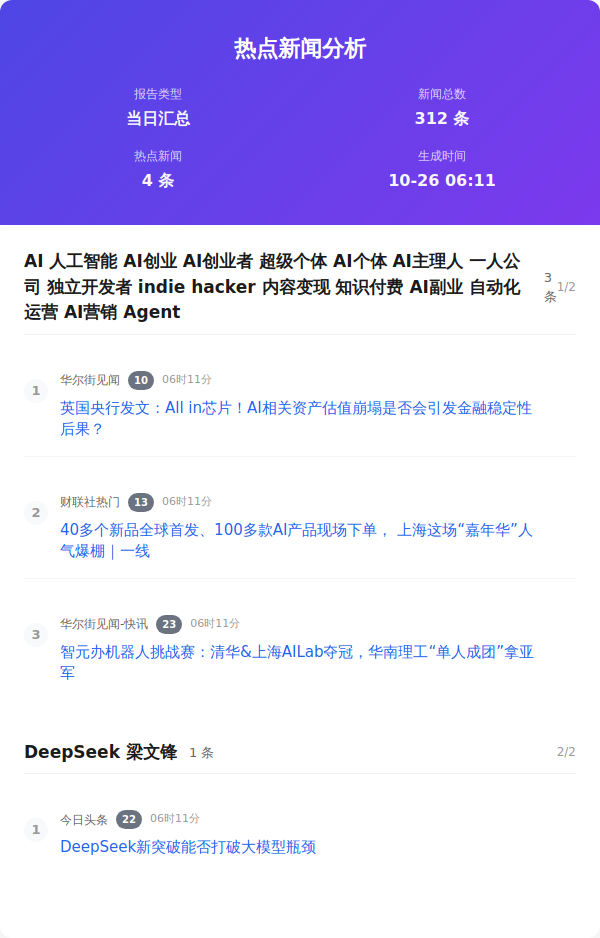 热点新闻分析
报告类型
新闻总数
当日汇总
312 条
热点新闻
生成时间
4 条
10-26 06:11
AI 人工智能 AI创业 AI创业者 超级个体 AI个体 AI主理人 一人公
司 独立开发者 indie hacker 内容变现 知识付费 AI副业 自动化
运营 AI营销 Agent
3
条
1/2
1
华尔街见闻 10 06时11分
英国央行发文：All in芯片！AI相关资产估值崩塌是否会引发金融稳定性
后果？
2
财联社热门 13 06时11分
40多个新品全球首发、100多款AI产品现场下单， 上海这场“嘉年华”人
气爆棚｜一线
3
华尔街见闻-快讯 23 06时11分
智元办机器人挑战赛：清华&上海AILab夺冠，华南理工“单人成团”拿亚
军
DeepSeek 梁文锋 1 条 2/2
1
今日头条 22 06时11分
DeepSeek新突破能否打破大模型瓶颈